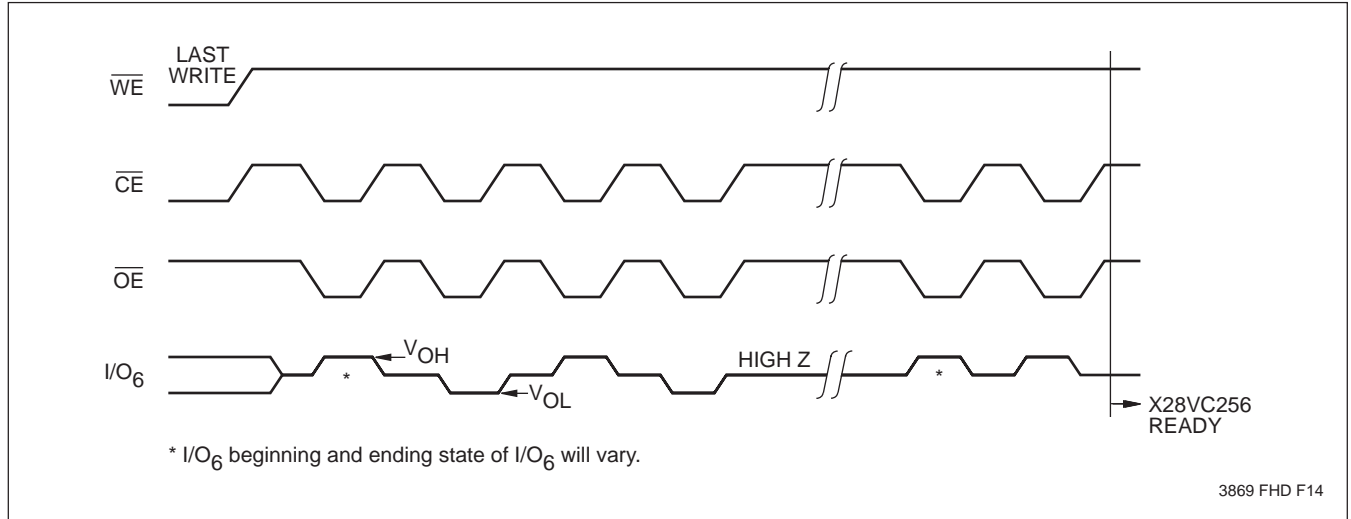 LAST
WRITE
WE
CE
OE
I/O6
VOH
VOL
HIGH Z
*
*
X28VC256
READY
* I/O6 beginning and ending state of I/O6 will vary.
3869 FHD F14